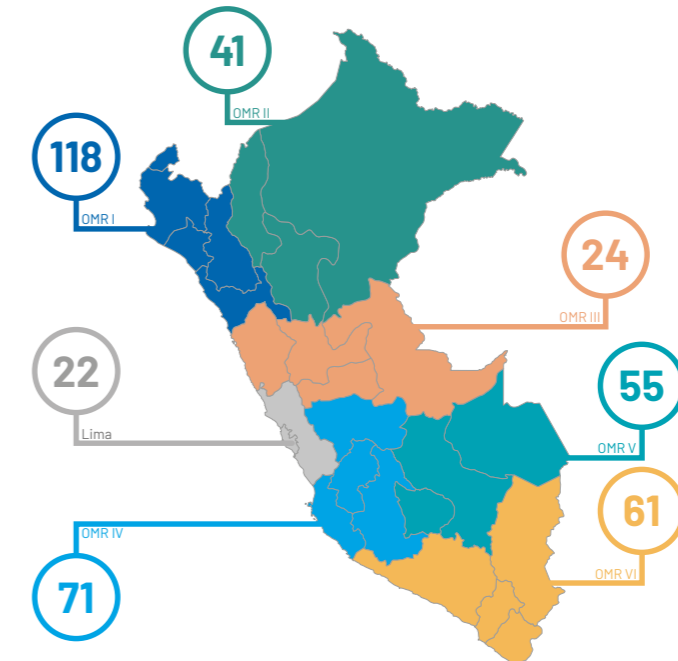 41
OMR II
118
OMR I
24
OMR III
22
Lima
55
OMR V
61
OMR VI
OMR IV
71